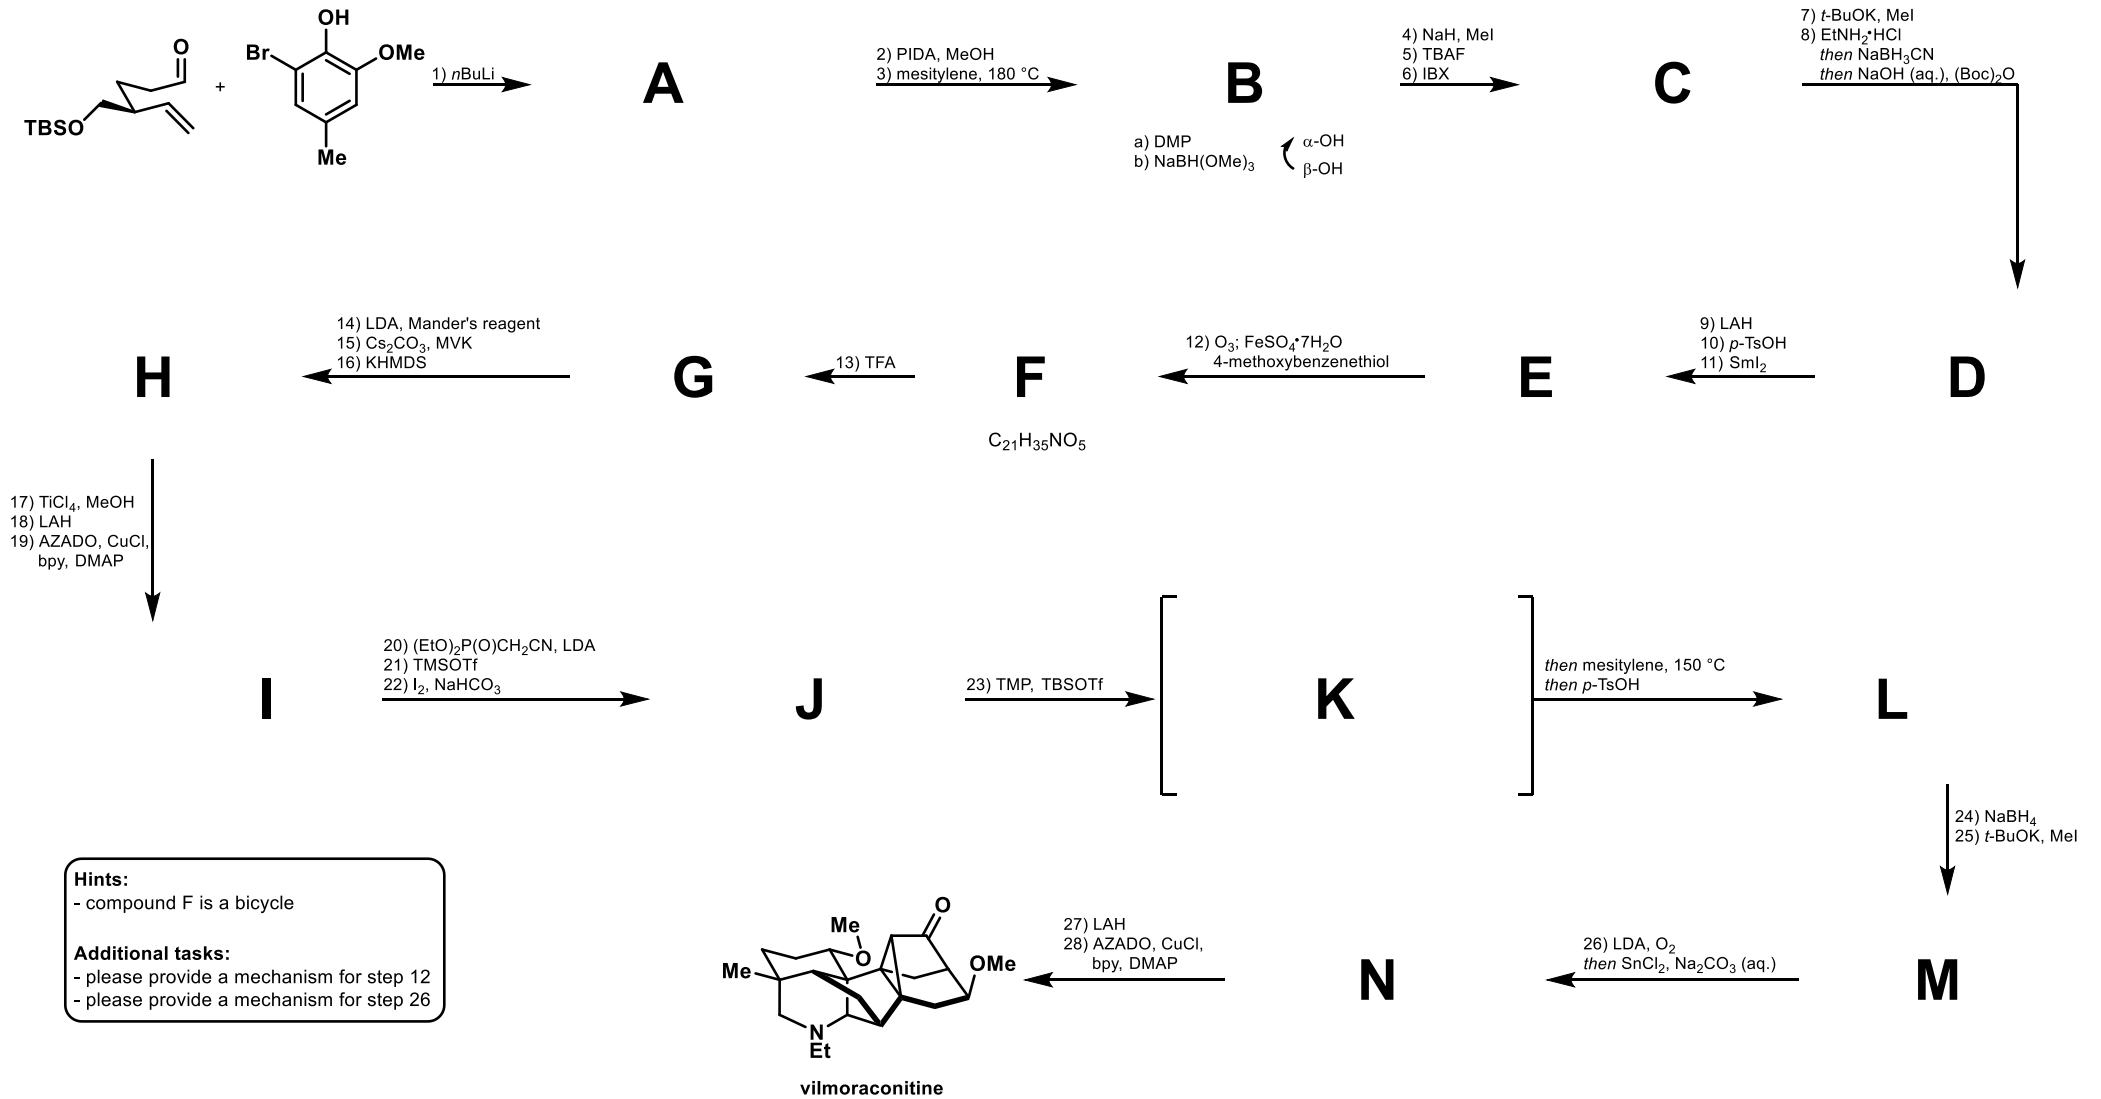 OH
Br
OMe
O
TBSO
+
Me
1) nBuLi
A
2) PIDA, MeOH
3) mesitylene, 180 °C
B
a) DMP
b) NaBH(OMe)3
α-OH
β-OH
4) NaH, MeI
5) TBAF
6) IBX
C
7) t-BuOK, MeI
8) EtNH2•HCl
then NaBH3CN
then NaOH (aq.), (Boc)2O
D
9) LAH
10) p-TsOH
11) SmI2
E
12) O3; FeSO4•7H2O
4-methoxybenzenethiol
F
C21H35NO5
13) TFA
G
14) LDA, Mander's reagent
15) Cs2CO3, MVK
16) KHMDS
H
17) TiCl4, MeOH
18) LAH
19) AZADO, CuCl,
bpy, DMAP
I
20) (EtO)2P(O)CH2CN, LDA
21) TMSOTf
22) I2, NaHCO3
J
23) TMP, TBSOTf
K
then mesitylene, 150 °C
then p-TsOH
L
24) NaBH4
25) t-BuOK, MeI
M
26) LDA, O2
then SnCl2, Na2CO3 (aq.)
N
27) LAH
28) AZADO, CuCl,
bpy, DMAP
O
Me
O
OMe
Me
N
Et
vilmoraconitine
Hints:
- compound F is a bicycle
Additional tasks:
- please provide a mechanism for step 12
- please provide a mechanism for step 26